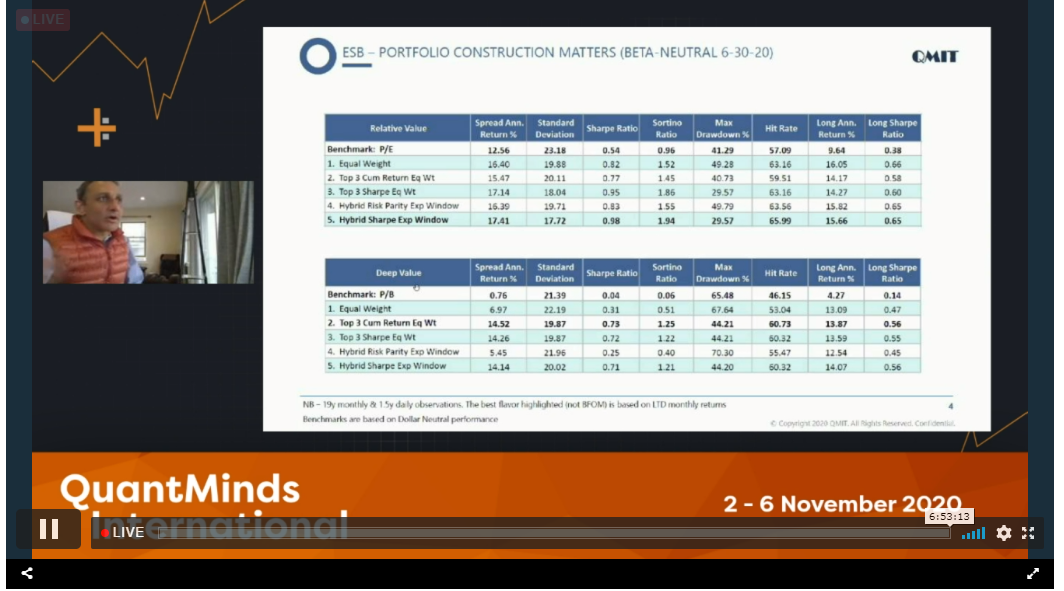 LIVE
ESB – PORTFOLIO CONSTRUCTION MATTERS (BETA-NEUTRAL 6-30-20)
QMIT
Relative Value Spread Ann. Return % Standard Deviation Sharpe Ratio Sortino Ratio Max Drawdown % Hit Rate Long Ann. Return % Long Sharpe Ratio
Benchmark: P/E 12.56 23.18 0.54 0.96 41.29 57.09 9.64 0.38
1. Equal Weight 16.40 19.88 0.82 1.52 49.28 63.16 16.05 0.66
2. Top 3 Cum Return Eq Wt 15.47 20.11 0.77 1.45 40.73 59.51 14.17 0.58
3. Top 3 Sharpe Eq Wt 17.14 18.04 0.95 1.86 29.57 63.16 14.27 0.60
4. Hybrid Risk Parity Exp Window 16.39 19.71 0.83 1.55 49.79 63.56 15.82 0.65
5. Hybrid Sharpe Exp Window 17.41 17.72 0.98 1.94 29.57 65.99 15.66 0.65
Deep Value Spread Ann. Return % Standard Deviation Sharpe Ratio Sortino Ratio Max Drawdown % Hit Rate Long Ann. Return % Long Sharpe Ratio
Benchmark: P/B 0.76 21.39 0.04 0.06 65.48 46.15 4.27 0.14
1. Equal Weight 6.97 22.19 0.31 0.51 67.64 53.04 13.09 0.47
2. Top 3 Cum Return Eq Wt 14.52 19.87 0.73 1.25 44.21 60.73 13.87 0.56
3. Top 3 Sharpe Eq Wt 14.26 19.87 0.72 1.22 44.21 60.32 13.59 0.55
4. Hybrid Risk Parity Exp Window 5.45 21.96 0.25 0.40 70.30 55.47 12.54 0.45
5. Hybrid Sharpe Exp Window 14.14 20.02 0.71 1.21 44.20 60.32 14.07 0.56
NB – 19y monthly & 1.5y daily observations. The best flavor highlighted (not BFOM) is based on LTD monthly returns
Benchmarks are based on Dollar Neutral performance
4
© Copyright 2020 QMIT. All Rights Reserved. Confidential.
QuantMinds
International
2 - 6 November 2020
6:53:13
LIVE